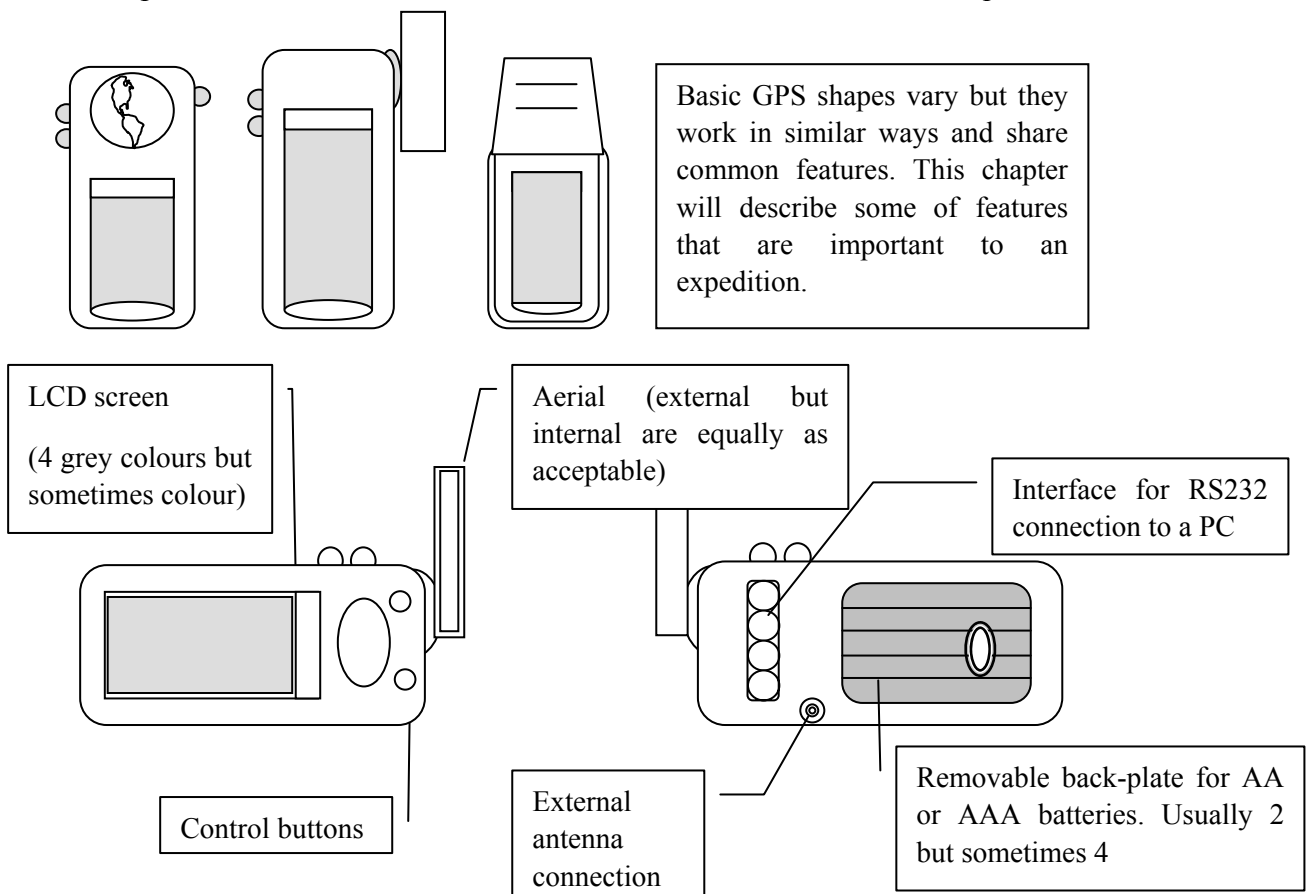 Basic GPS shapes vary but they
work in similar ways and share
common features. This chapter
will describe some of features
that are important to an
expedition.
LCD screen
(4 grey colours but
sometimes colour)
Aerial (external but
internal are equally as
acceptable)
Interface for RS232
connection to a PC
Control buttons
External
antenna
connection
Removable back-plate for AA
or AAA batteries. Usually 2
but sometimes 4